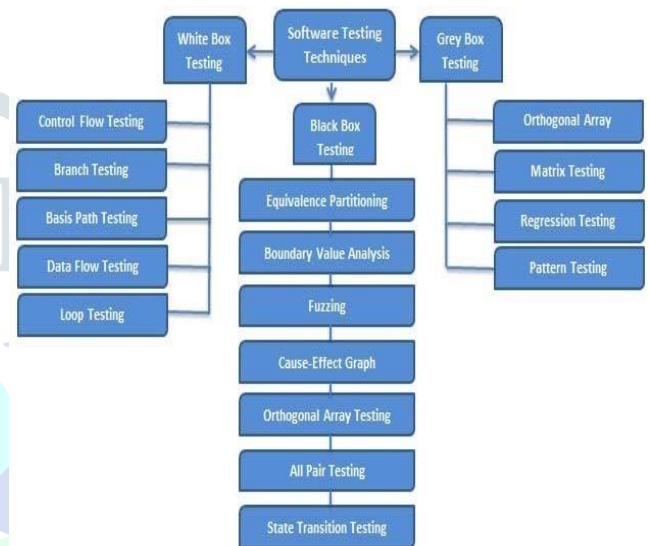 Software Testing
Techniques
White Box
Testing
Control Flow Testing
Branch Testing
Basis Path Testing
Data Flow Testing
Loop Testing
Black Box
Testing
Equivalence Partitioning
Boundary Value Analysis
Fuzzing
Cause-Effect Graph
Orthogonal Array Testing
All Pair Testing
State Transition Testing
Grey Box
Testing
Orthogonal Array
Matrix Testing
Regression Testing
Pattern Testing